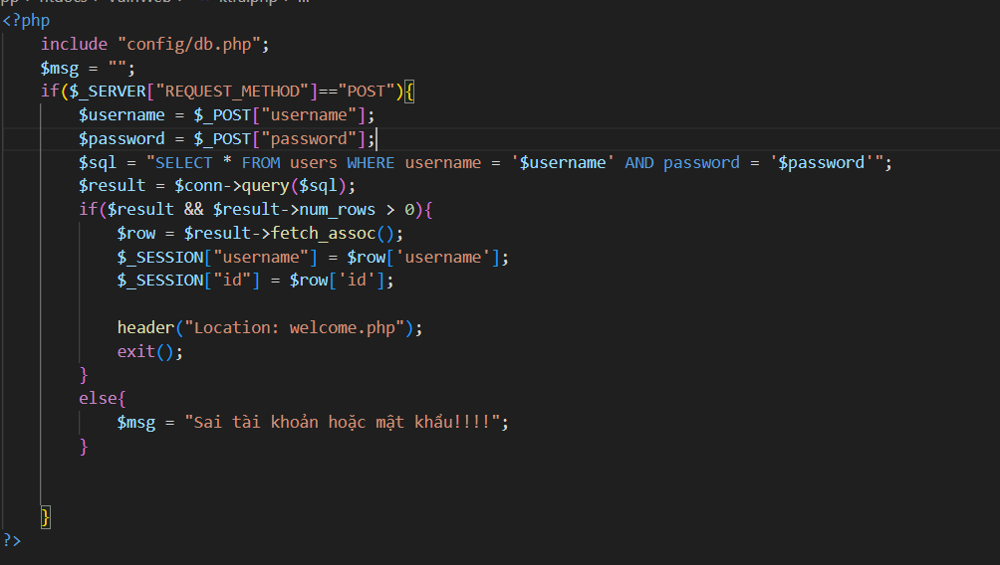 htdocs > VulnWeb > ktra.php > ...
<?php
include "config/db.php";
$msg = "";
if($_SERVER["REQUEST_METHOD"]=="POST"){
$username = $_POST["username"];
$password = $_POST["password"];
$sql = "SELECT * FROM users WHERE username = '$username' AND password = '$password'";
$result = $conn->query($sql);
if($result && $result->num_rows > 0){
$row = $result->fetch_assoc();
$_SESSION["username"] = $row['username'];
$_SESSION["id"] = $row['id'];
header("Location: welcome.php");
exit();
}
else{
$msg = "Sai tài khoản hoặc mật khẩu!!!!";
}
}
?>